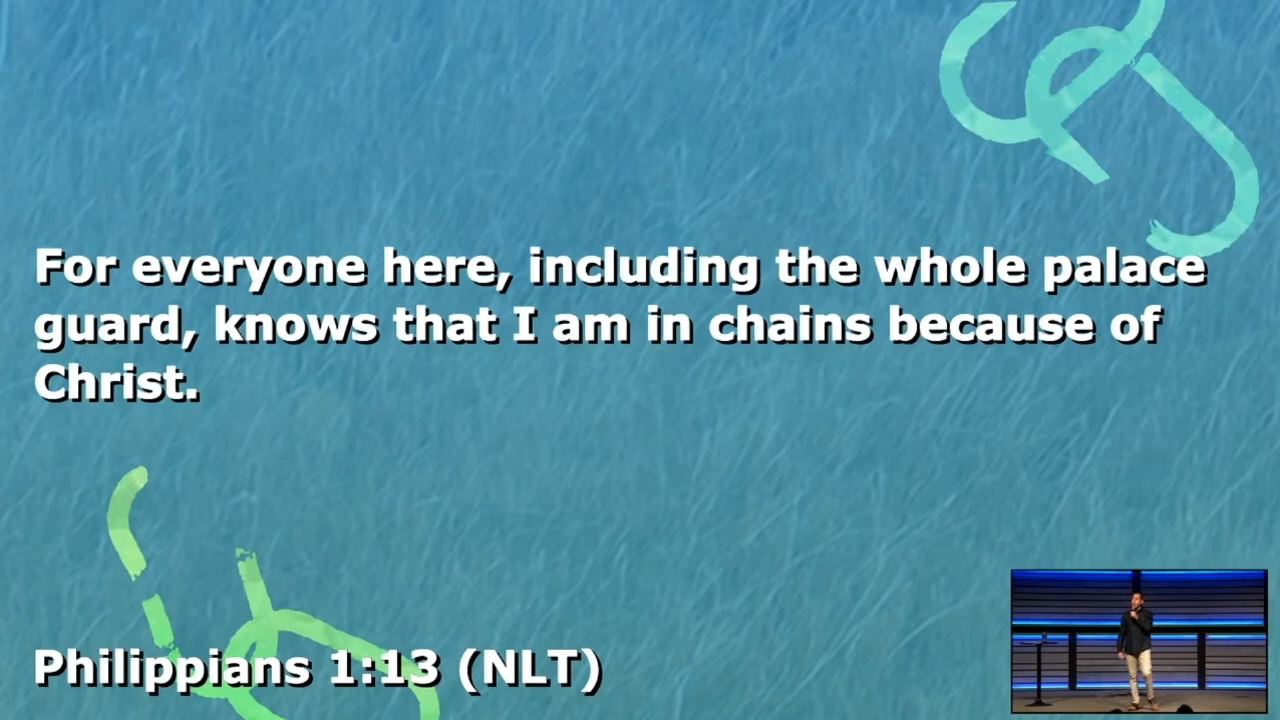 For everyone here, including the whole palace
guard, knows that I am in chains because of
Christ.
Philippians 1:13 (NLT)